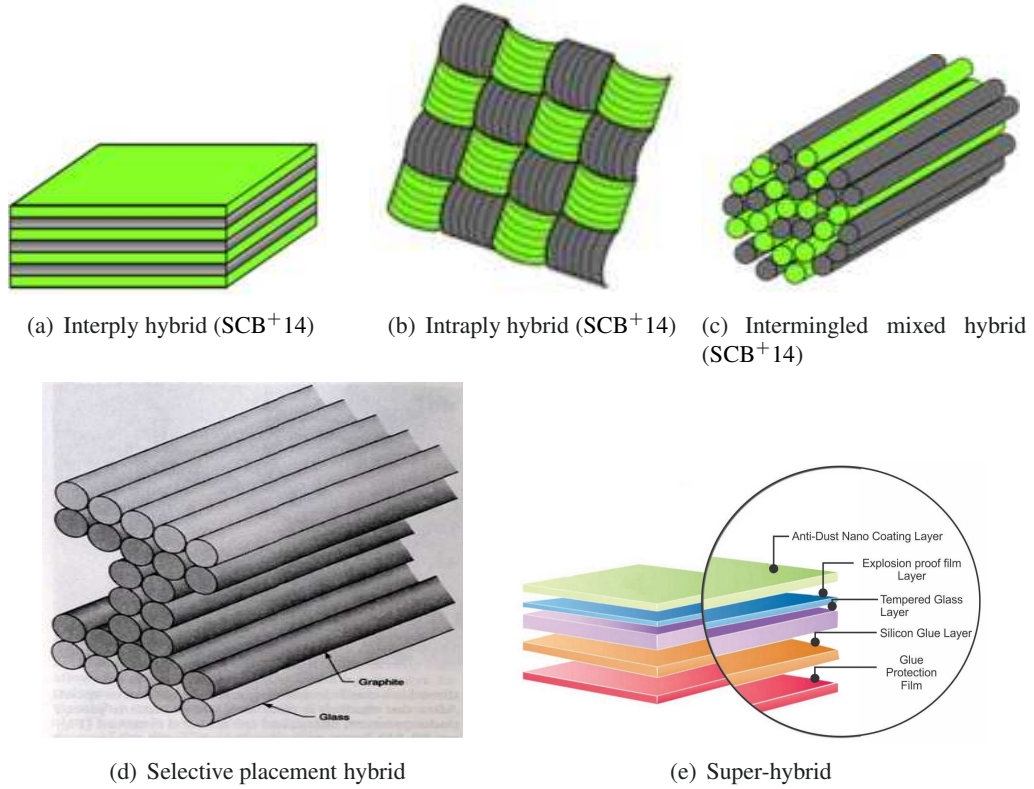 (a) Interply hybrid (SCB+14)
(b) Intraply hybrid (SCB+14)
(c) Intermingled mixed hybrid
(SCB+14)
Graphite
Glass
(d) Selective placement hybrid
Anti-Dust Nano Coating Layer
Explosion proof film
Layer
Tempered Glass
Layer
Silicon Glue Layer
Glue
Protection
Film
(e) Super-hybrid